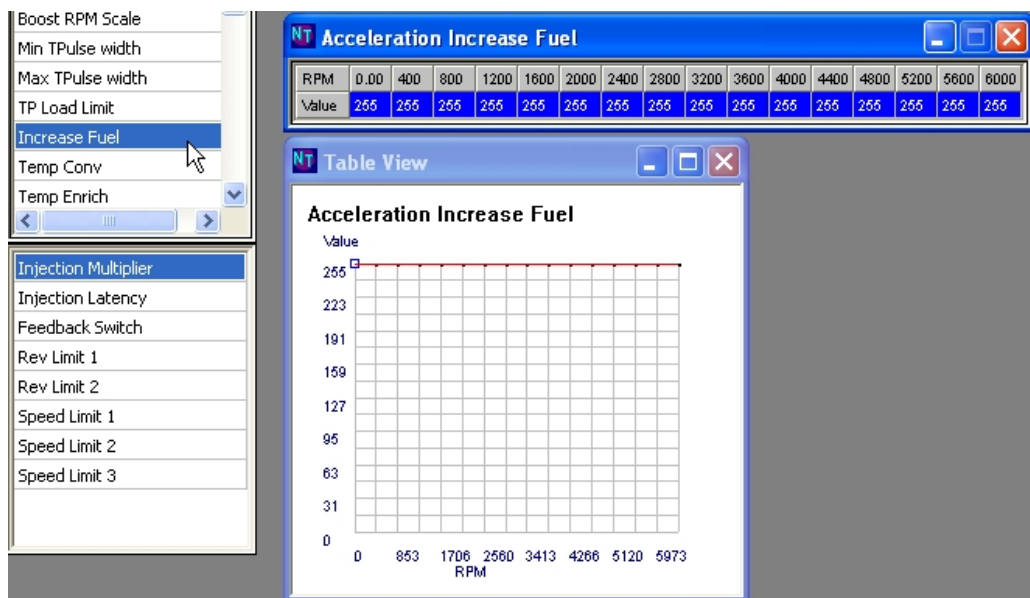 Boost RPM Scale
Min TPulse width
Max TPulse width
TP Load Limit
Increase Fuel
Temp Conv
Temp Enrich
Injection Multiplier
Injection Latency
Feedback Switch
Rev Limit 1
Rev Limit 2
Speed Limit 1
Speed Limit 2
Speed Limit 3
NT Acceleration Increase Fuel
RPM 0.00 400 800 1200 1600 2000 2400 2800 3200 3600 4000 4400 4800 5200 5600 6000
Value 255 255 255 255 255 255 255 255 255 255 255 255 255 255 255 255
NT Table View
Acceleration Increase Fuel
Value
255
223
191
159
127
95
63
31
0
0 853 1706 2560 3413 4266 5120 5973
RPM